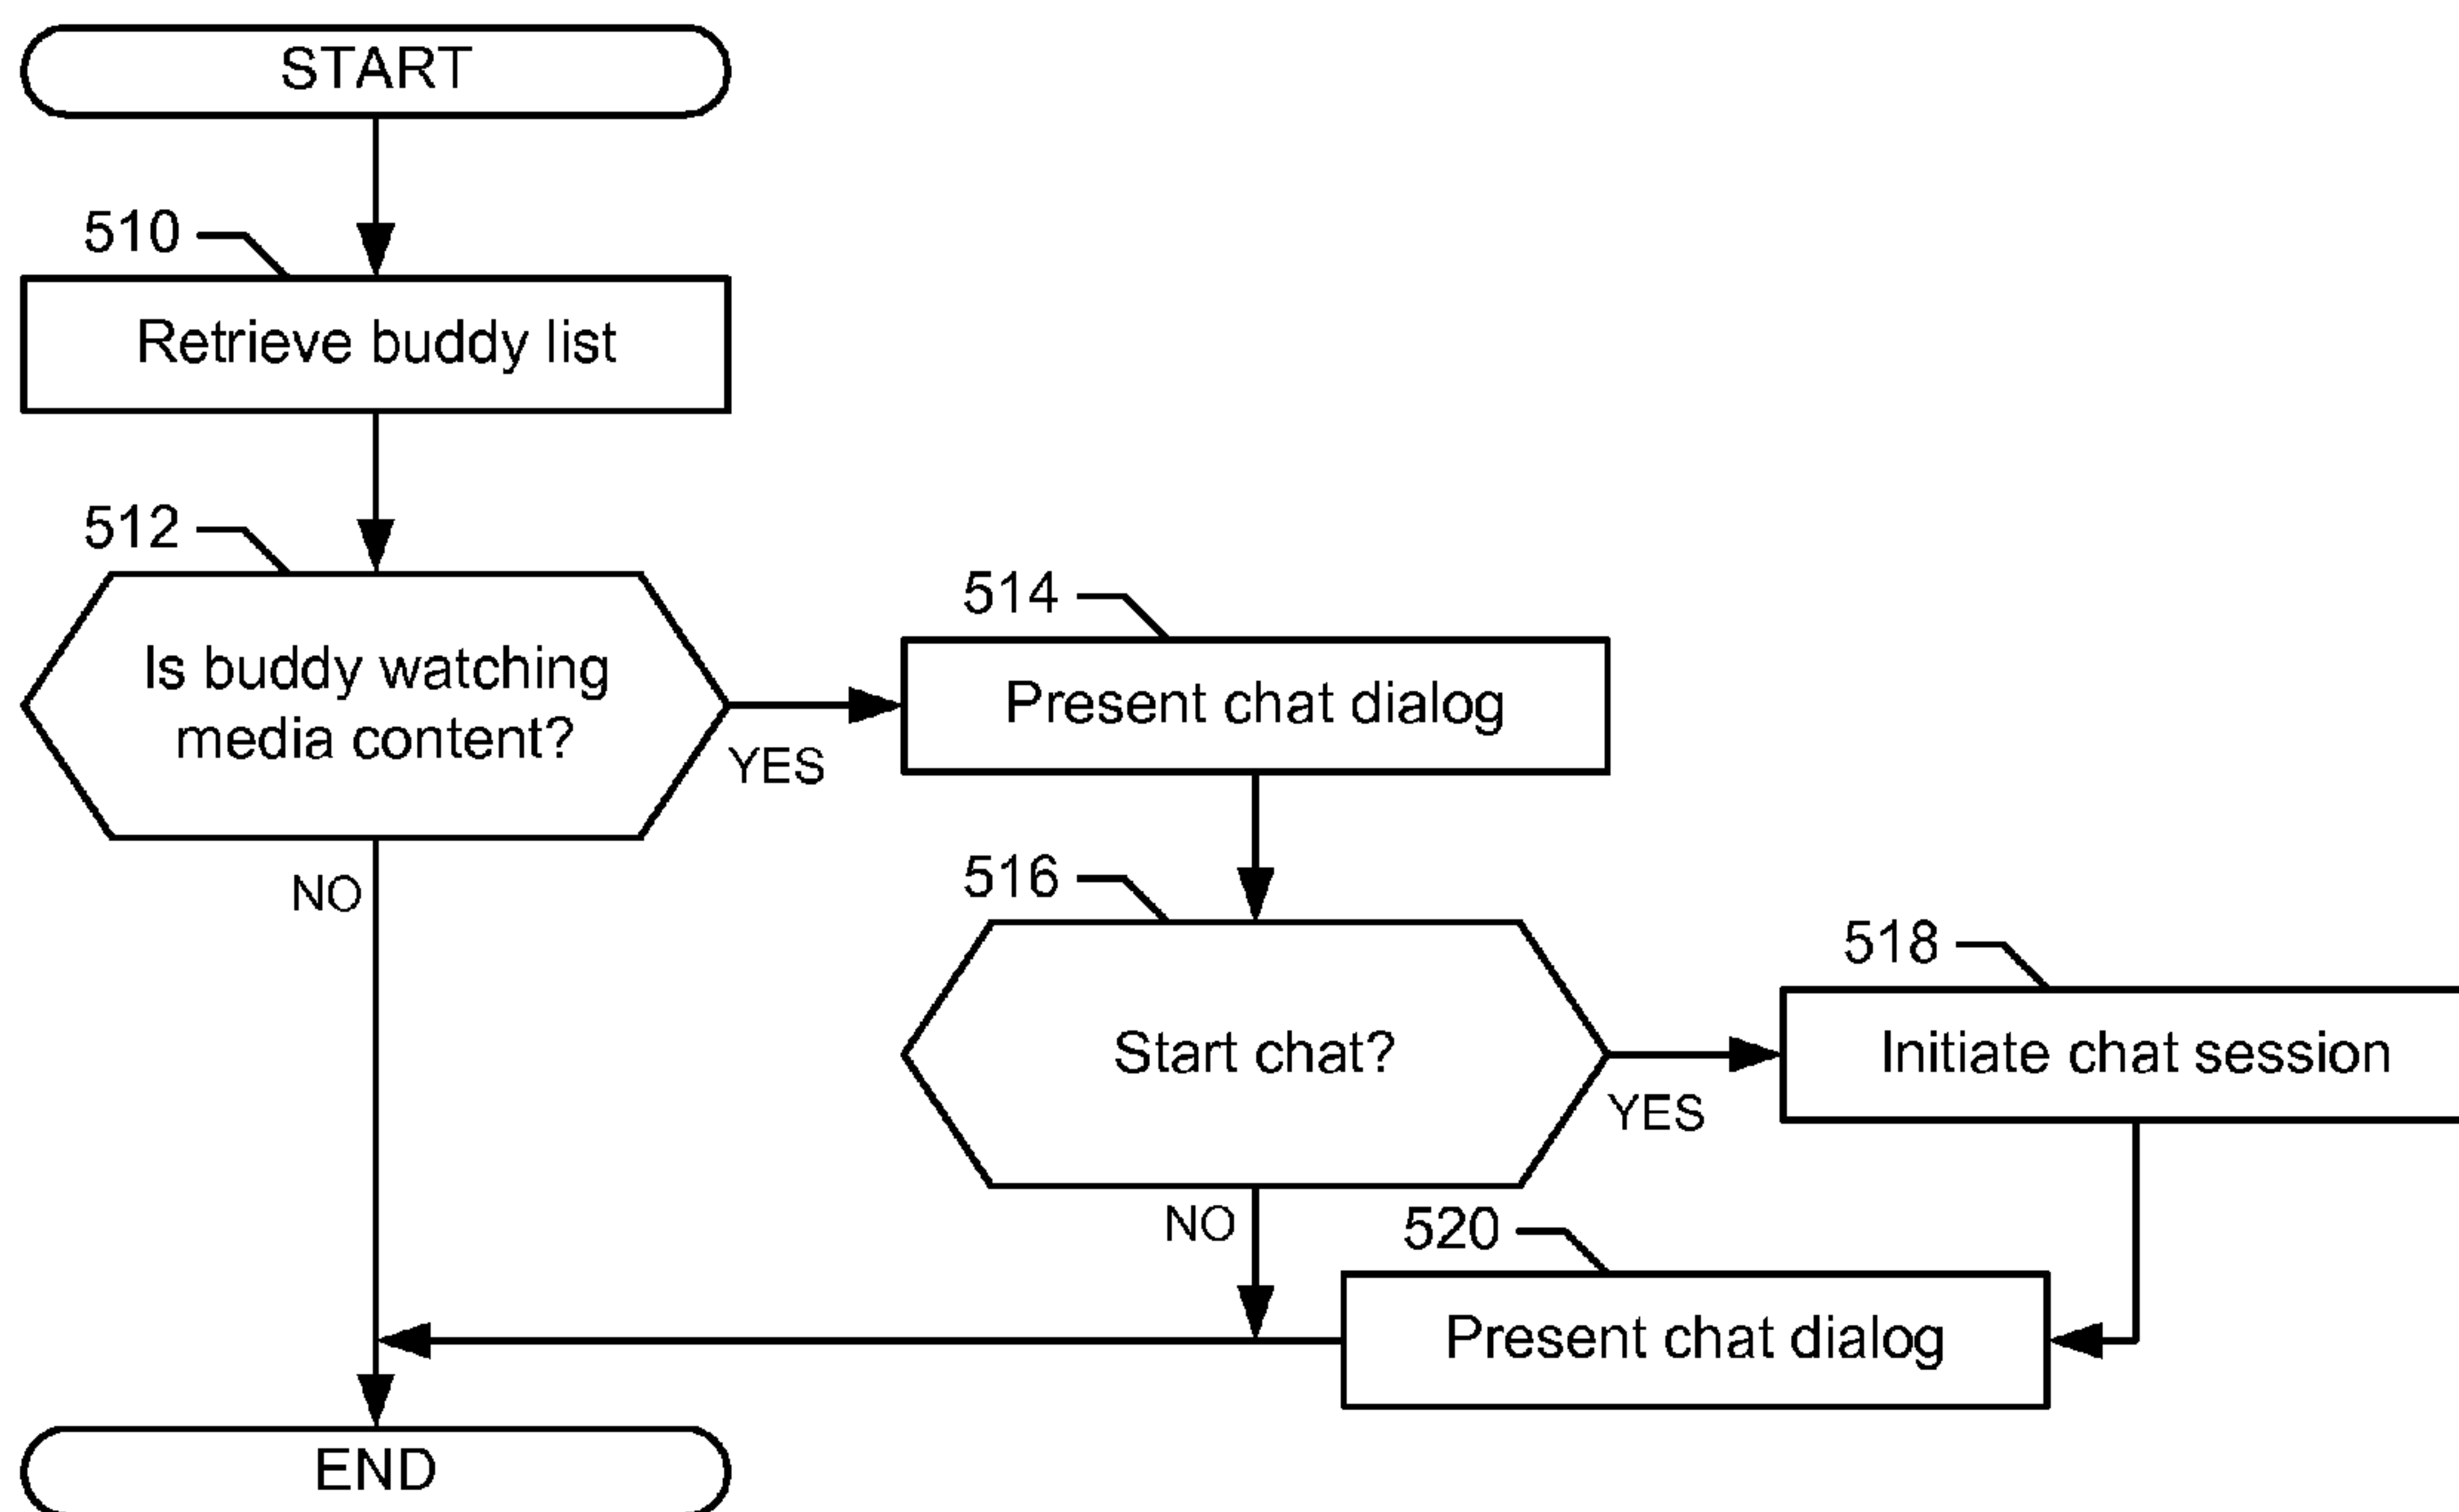 START
510
Retrieve buddy list
512
Is buddy watching
media content?
YES
NO
514
Present chat dialog
516
Start chat?
YES
NO
518
Initiate chat session
520
Present chat dialog
END